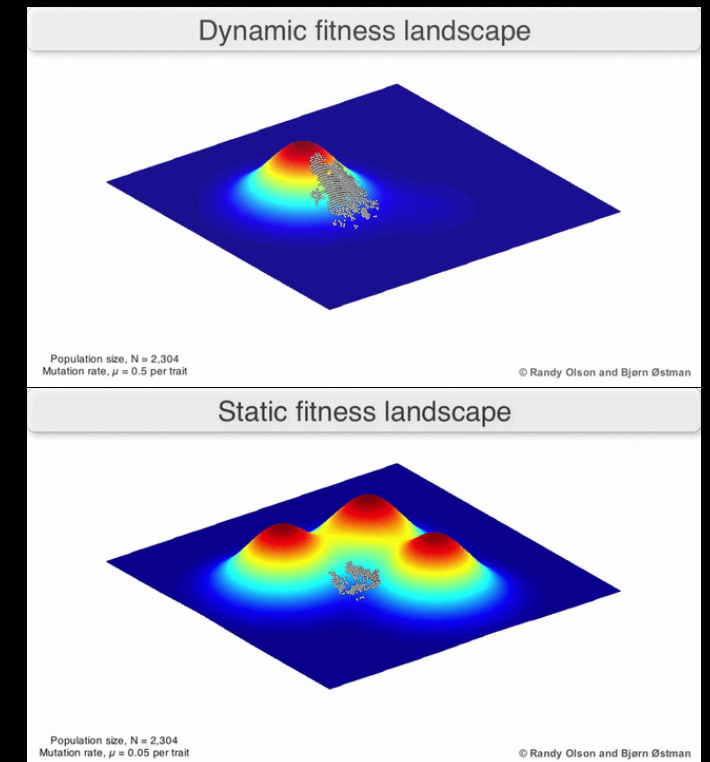 Dynamic fitness landscape
Population size, N = 2,304
Mutation rate, μ = 0.5 per trait
© Randy Olson and Bjørn Østman
Static fitness landscape
Population size, N = 2,304
Mutation rate, μ = 0.05 per trait
© Randy Olson and Bjørn Østman